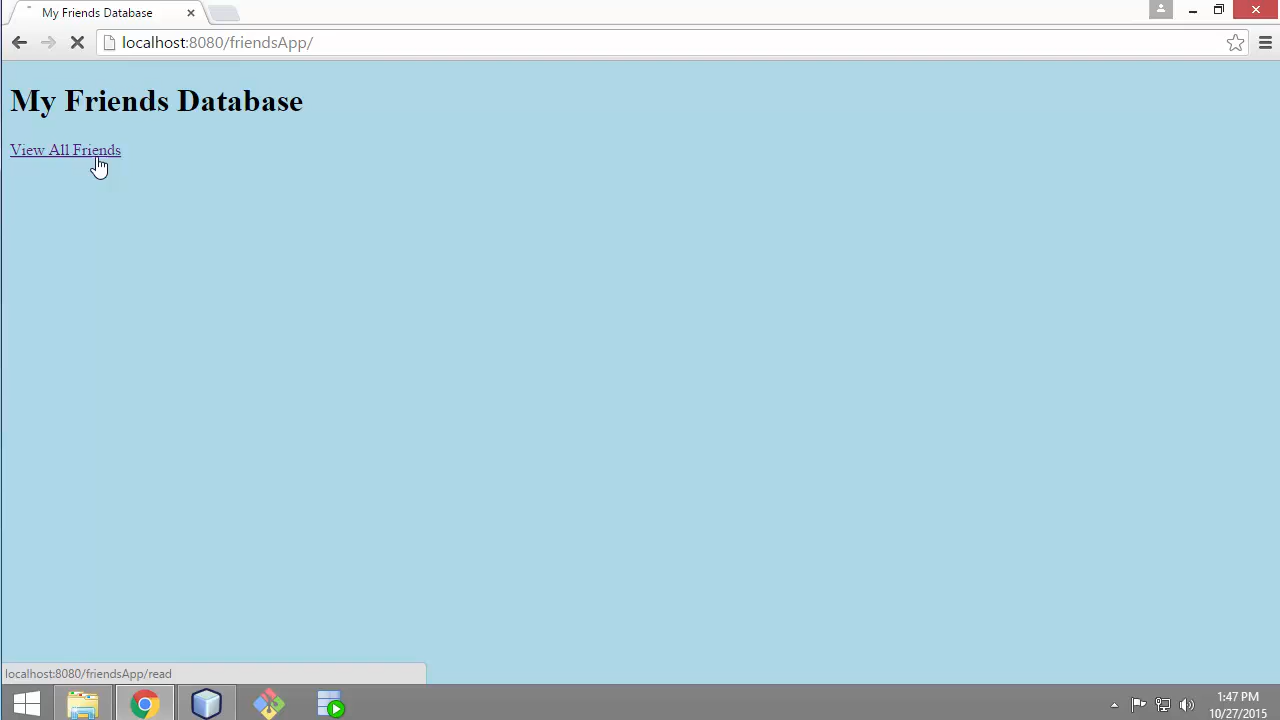 My Friends Database
localhost:8080/friendsApp/
My Friends Database
View All Friends
localhost:8080/friendsApp/read
1:47 PM
10/27/2015